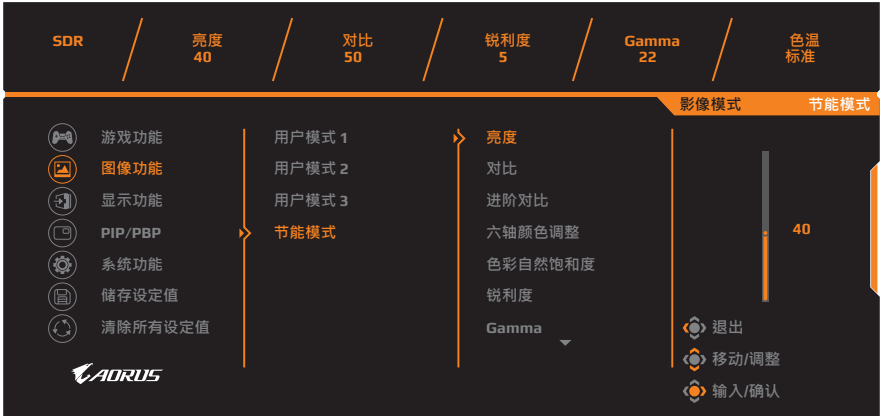 SDR
亮度
40
对比
50
锐利度
5
Gamma
22
色温
标准
影像模式 节能模式
游戏功能
图像功能
显示功能
PIP/PBP
系统功能
储存设定值
清除所有设定值
用户模式 1
用户模式 2
用户模式 3
节能模式
亮度
对比
进阶对比
六轴颜色调整
色彩自然饱和度
锐利度
Gamma
40
退出
移动/调整
输入/确认
AORUS